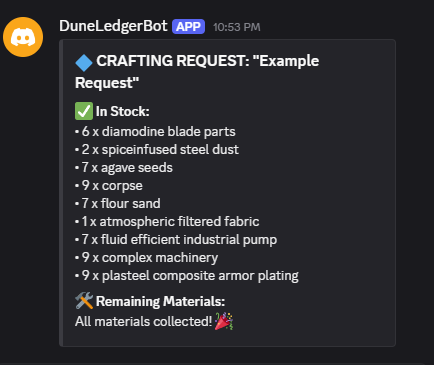 DuneLedgerBot APP 10:53 PM
🔷 CRAFTING REQUEST: "Example
Request"
✅ In Stock:
• 6 x diamodine blade parts
• 2 x spiceinfused steel dust
• 7 x agave seeds
• 9 x corpse
• 7 x flour sand
• 1 x atmospheric filtered fabric
• 7 x fluid efficient industrial pump
• 9 x complex machinery
• 9 x plasteel composite armor plating
🛠️ Remaining Materials:
All materials collected! 🎉